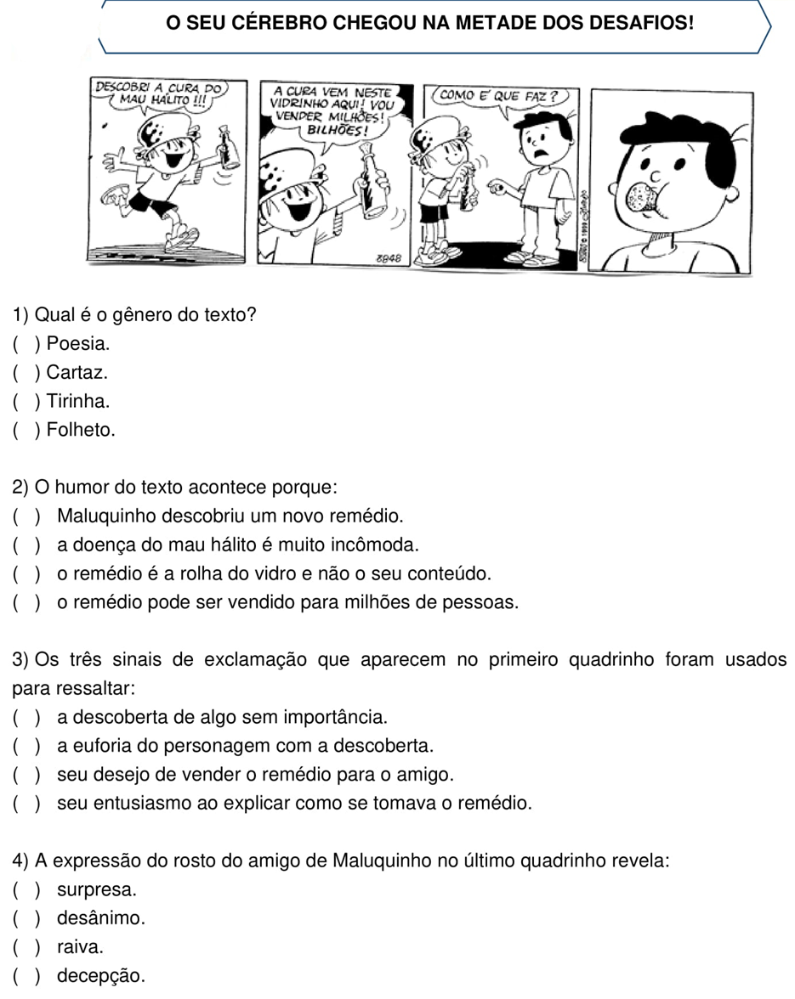 O SEU CÉREBRO CHEGOU NA METADE DOS DESAFIOS!
DESCOBRI A CURA DO
MAU HÁLITO !!!
A CURA VEM NESTE
VIDRINHO AQUI! VOU
VENDER MILHÕES!
BILHÕES!
8948
COMO É QUE FAZ?
© 1999
1) Qual é o gênero do texto?
( ) Poesia.
( ) Cartaz.
( ) Tirinha.
( ) Folheto.
2) O humor do texto acontece porque:
( ) Maluquinho descobriu um novo remédio.
( ) a doença do mau hálito é muito incômoda.
( ) o remédio é a rolha do vidro e não o seu conteúdo.
( ) o remédio pode ser vendido para milhões de pessoas.
3) Os três sinais de exclamação que aparecem no primeiro quadrinho foram usados
para ressaltar:
( ) a descoberta de algo sem importância.
( ) a euforia do personagem com a descoberta.
( ) seu desejo de vender o remédio para o amigo.
( ) seu entusiasmo ao explicar como se tomava o remédio.
4) A expressão do rosto do amigo de Maluquinho no último quadrinho revela:
( ) surpresa.
( ) desânimo.
( ) raiva.
( ) decepção.